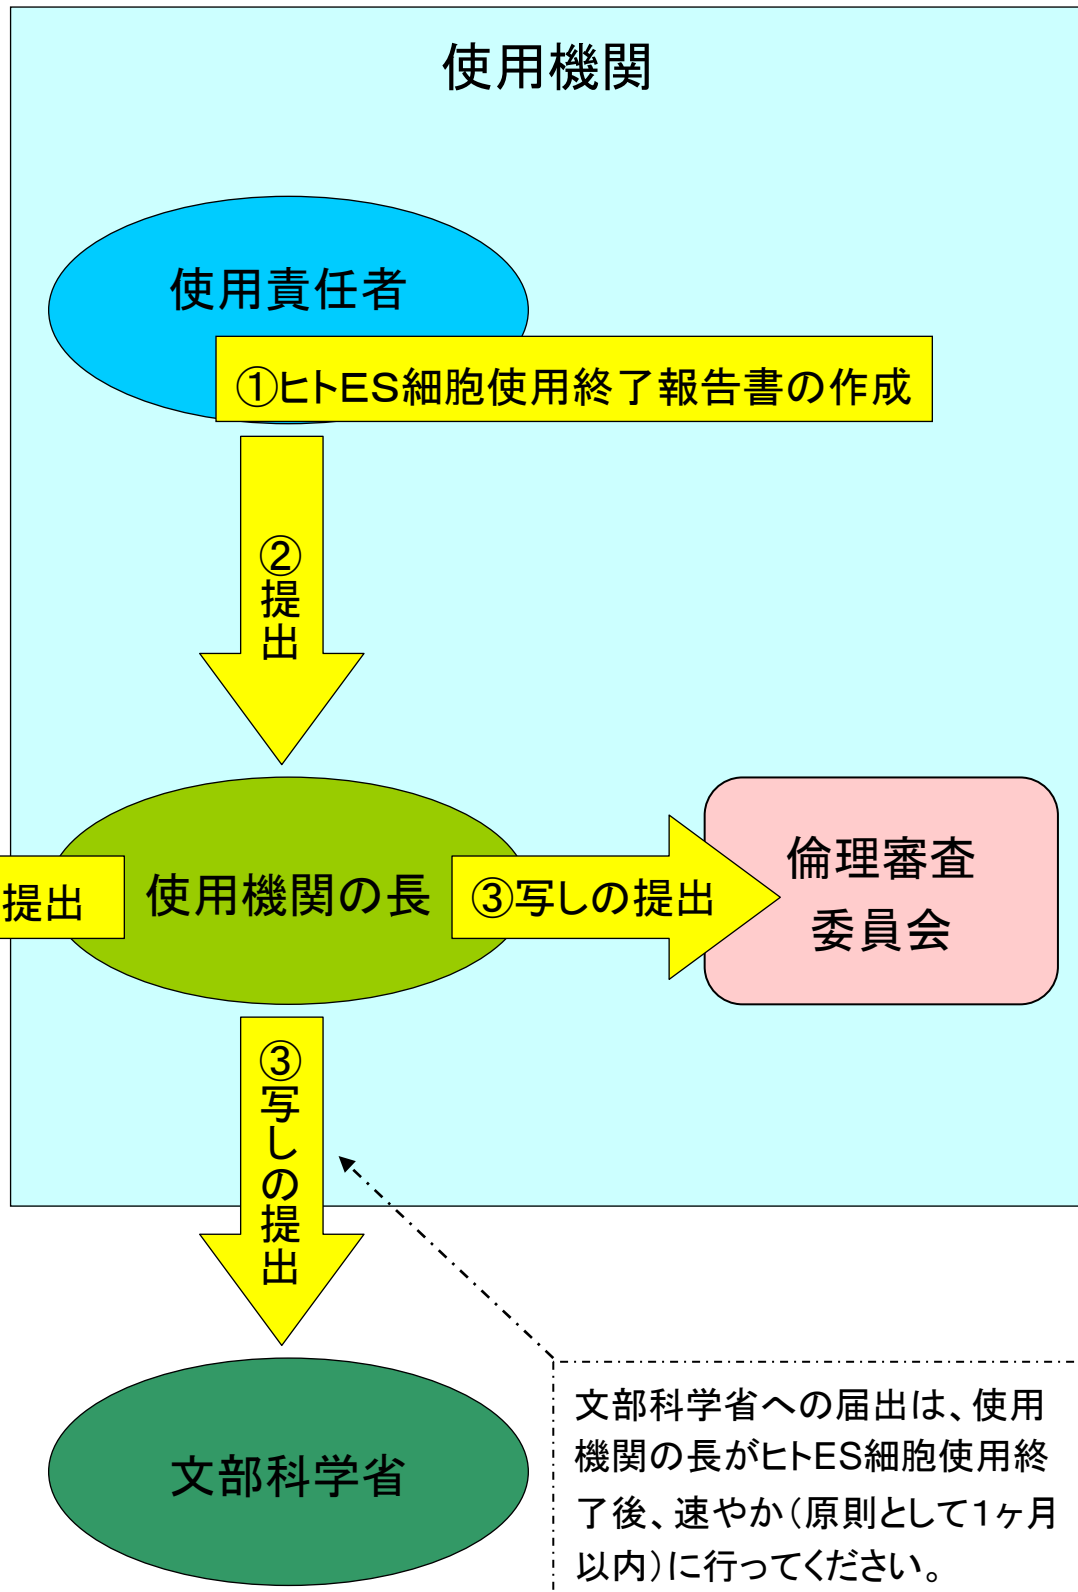 使用機関
使用責任者
①ヒトES細胞使用終了報告書の作成
②提出
使用機関の長
提出
③写しの提出
倫理審査
委員会
③写しの提出
文部科学省
文部科学省への届出は、使用
機関の長がヒトES細胞使用終
了後、速やか(原則として1ヶ月
以内)に行ってください。